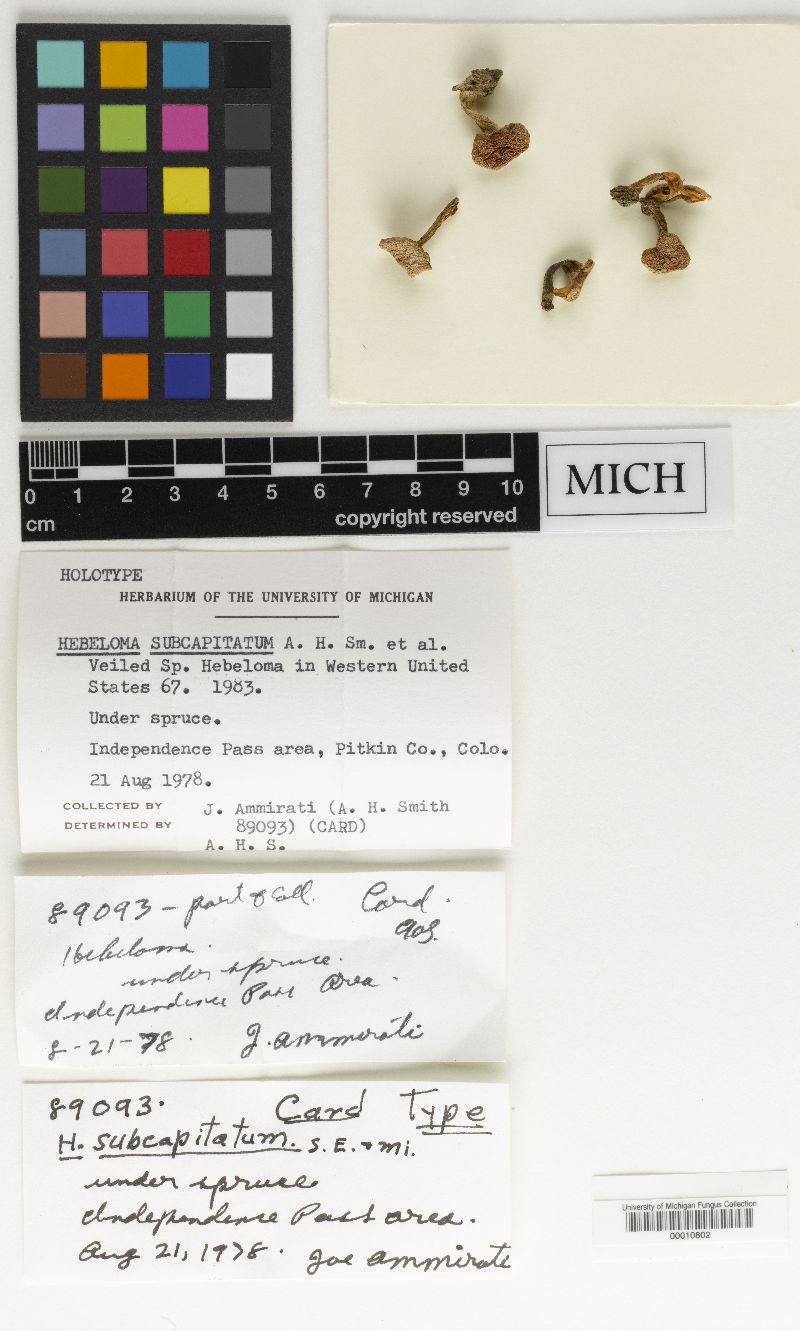 0 1 2 3 4 5 6 7 8 9 10
cm
copyright reserved
MICH
HOLOTYPE
HERBARIUM OF THE UNIVERSITY OF MICHIGAN
HEBELOMA SUBCAPITATUM A. H. Sm. et al.
Veiled Sp. Hebeloma in Western United
States 67. 1983.
Under spruce.
Independence Pass area, Pitkin Co., Colo.
21 Aug 1978.
COLLECTED BY J. Ammirati (A. H. Smith
89093) (CARD)
DETERMINED BY A. H. S.
89093 - part of coll. Card.
Hebeloma.
under spruce.
Independence Pass Area.
8-21-78. J. Ammirati
89093. Card Type
H. subcapitatum. S. E. + Mi.
under spruce
Independence Pass area.
Aug 21, 1978. Joe Ammirati
University of Michigan Fungus Collection
00010802